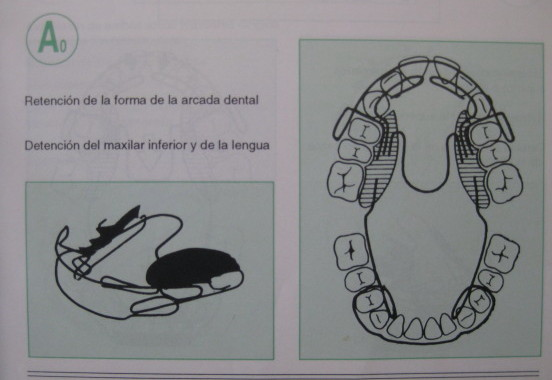 A0
Retención de la forma de la arcada dental
Detención del maxilar inferior y de la lengua